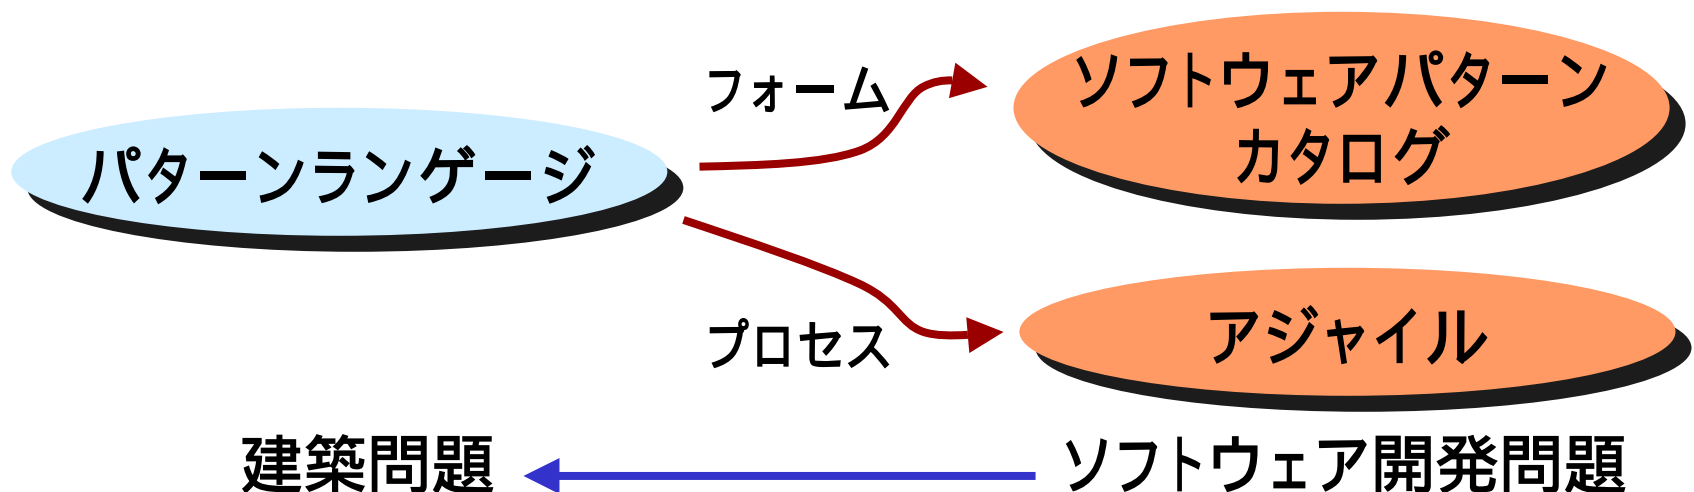 フォーム
ソフトウェアパターン
カタログ
パターンランゲージ
プロセス
アジャイル
建築問題
ソフトウェア開発問題